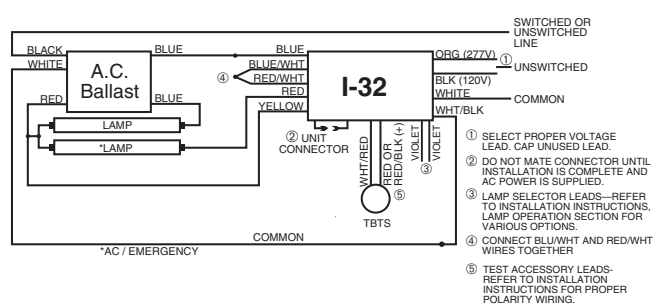 SWITCHED OR
UNSWITCHED
LINE
BLACK
BLUE
BLUE
ORG (277V)
①
UNSWITCHED
WHITE
A.C.
Ballast
BLUE/WHT
④
RED/WHT
I-32
BLK (120V)
RED
BLUE
RED
WHITE
COMMON
YELLOW
WHT/BLK
LAMP
*LAMP
② UNIT
CONNECTOR
WHT/RED
RED OR
RED/BLK (+)
VIOLET
VIOLET
③
⑤
TBTS
COMMON
*AC / EMERGENCY
① SELECT PROPER VOLTAGE
LEAD. CAP UNUSED LEAD.
② DO NOT MATE CONNECTOR UNTIL
INSTALLATION IS COMPLETE AND
AC POWER IS SUPPLIED.
③ LAMP SELECTOR LEADS—REFER
TO INSTALLATION INSTRUCTIONS,
LAMP OPERATION SECTION FOR
VARIOUS OPTIONS.
④ CONNECT BLU/WHT AND RED/WHT
WIRES TOGETHER
⑤ TEST ACCESSORY LEADS-
REFER TO INSTALLATION
INSTRUCTIONS FOR PROPER
POLARITY WIRING.